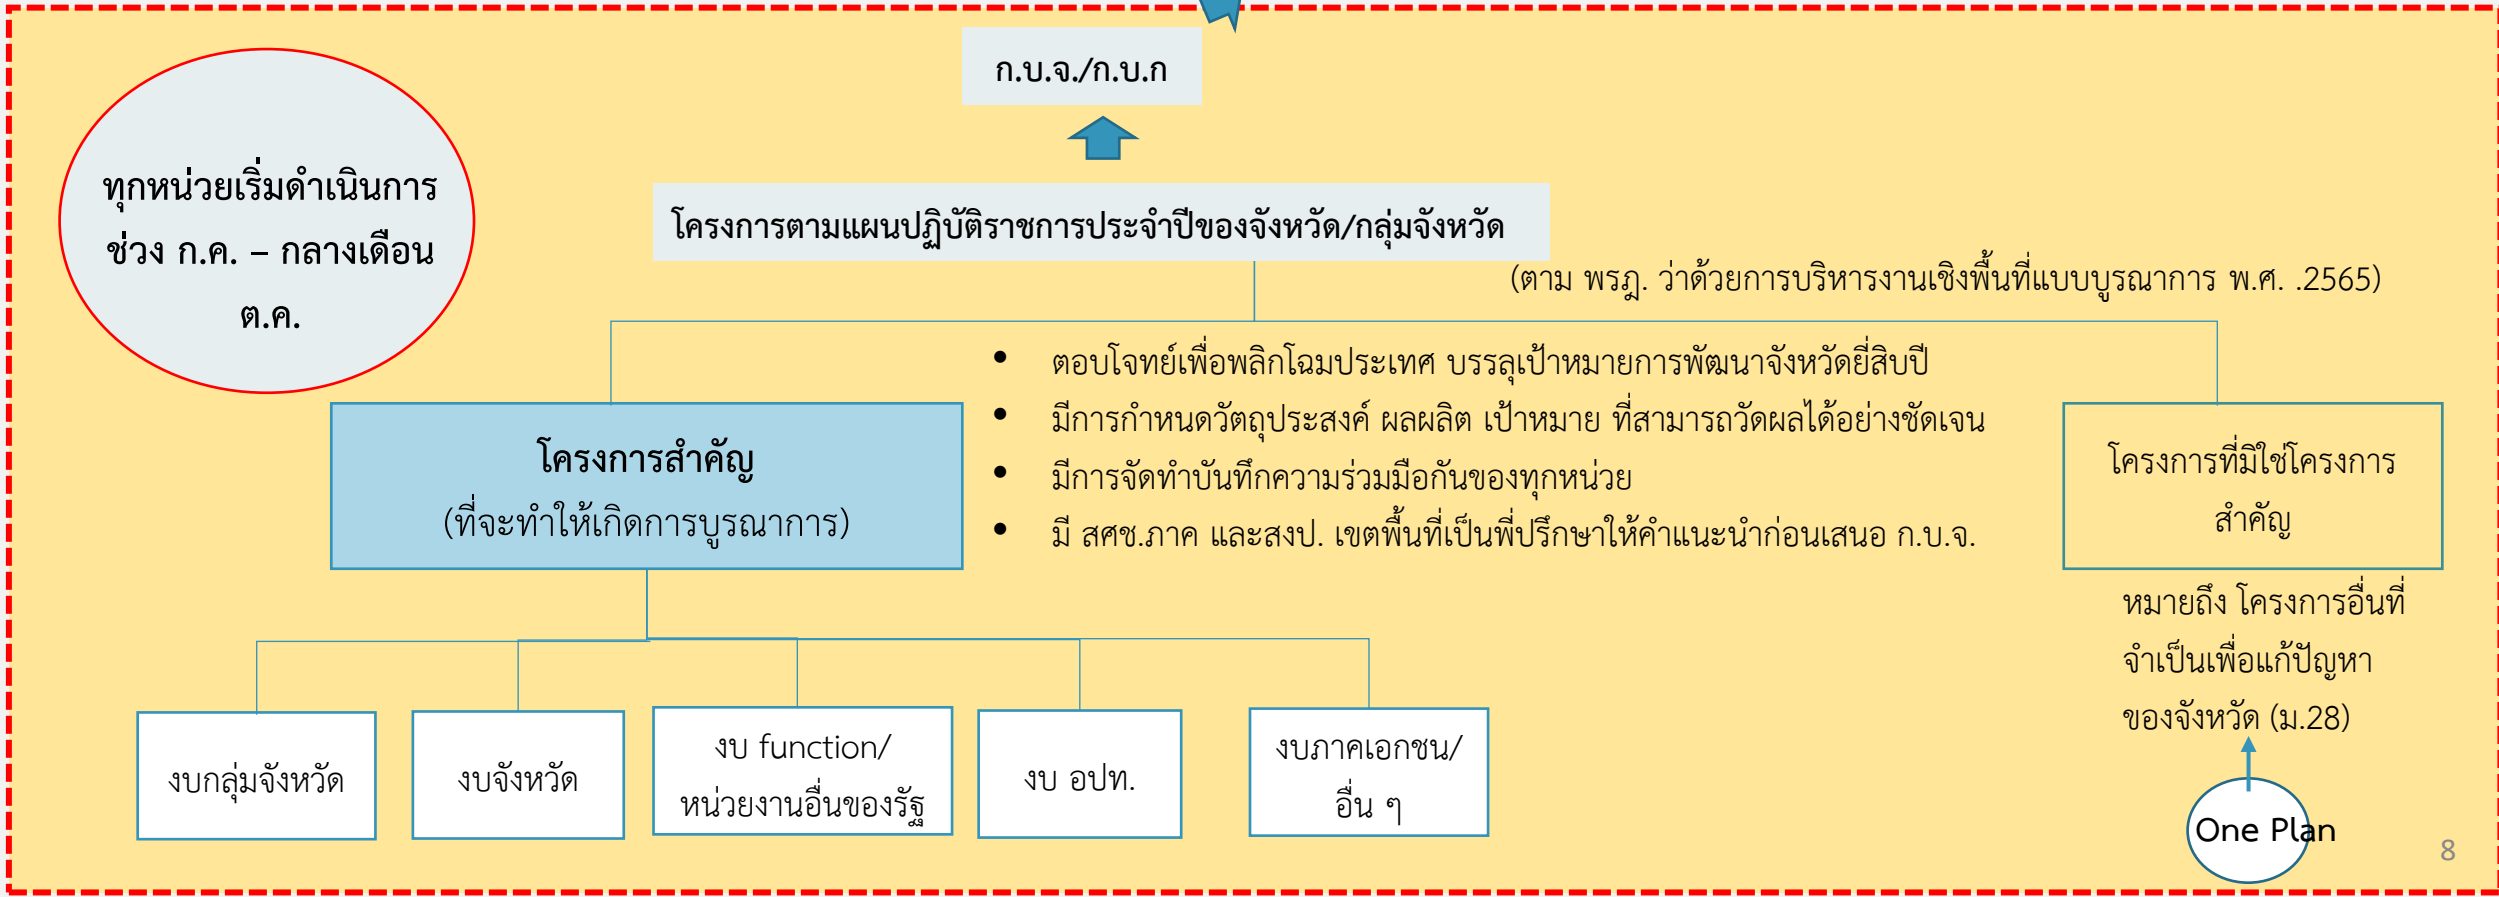 ก.บ.จ./ก.บ.ก
ทุกหน่วยเริ่มดำเนินการ
ช่วง ก.ค. – กลางเดือน
ต.ค.
โครงการตามแผนปฏิบัติราชการประจำปีของจังหวัด/กลุ่มจังหวัด
(ตาม พรฎ. ว่าด้วยการบริหารงานเชิงพื้นที่แบบบูรณาการ พ.ศ. .2565)
• ตอบโจทย์เพื่อพลิกโฉมประเทศ บรรลุเป้าหมายการพัฒนาจังหวัดยี่สิบปี
• มีการกำหนดวัตถุประสงค์ ผลผลิต เป้าหมาย ที่สามารถวัดผลได้อย่างชัดเจน
• มีการจัดทำบันทึกความร่วมมือกันของทุกหน่วย
• มี สศช.ภาค และสงป. เขตพื้นที่เป็นพี่ปรึกษาให้คำแนะนำก่อนเสนอ ก.บ.จ.
โครงการสำคัญ
(ที่จะทำให้เกิดการบูรณาการ)
โครงการที่มิใช่โครงการ
สำคัญ
หมายถึง โครงการอื่นที่
จำเป็นเพื่อแก้ปัญหา
ของจังหวัด (ม.28)
งบกลุ่มจังหวัด
งบจังหวัด
งบ function/
หน่วยงานอื่นของรัฐ
งบ อปท.
งบภาคเอกชน/
อื่น ๆ
One Plan
8